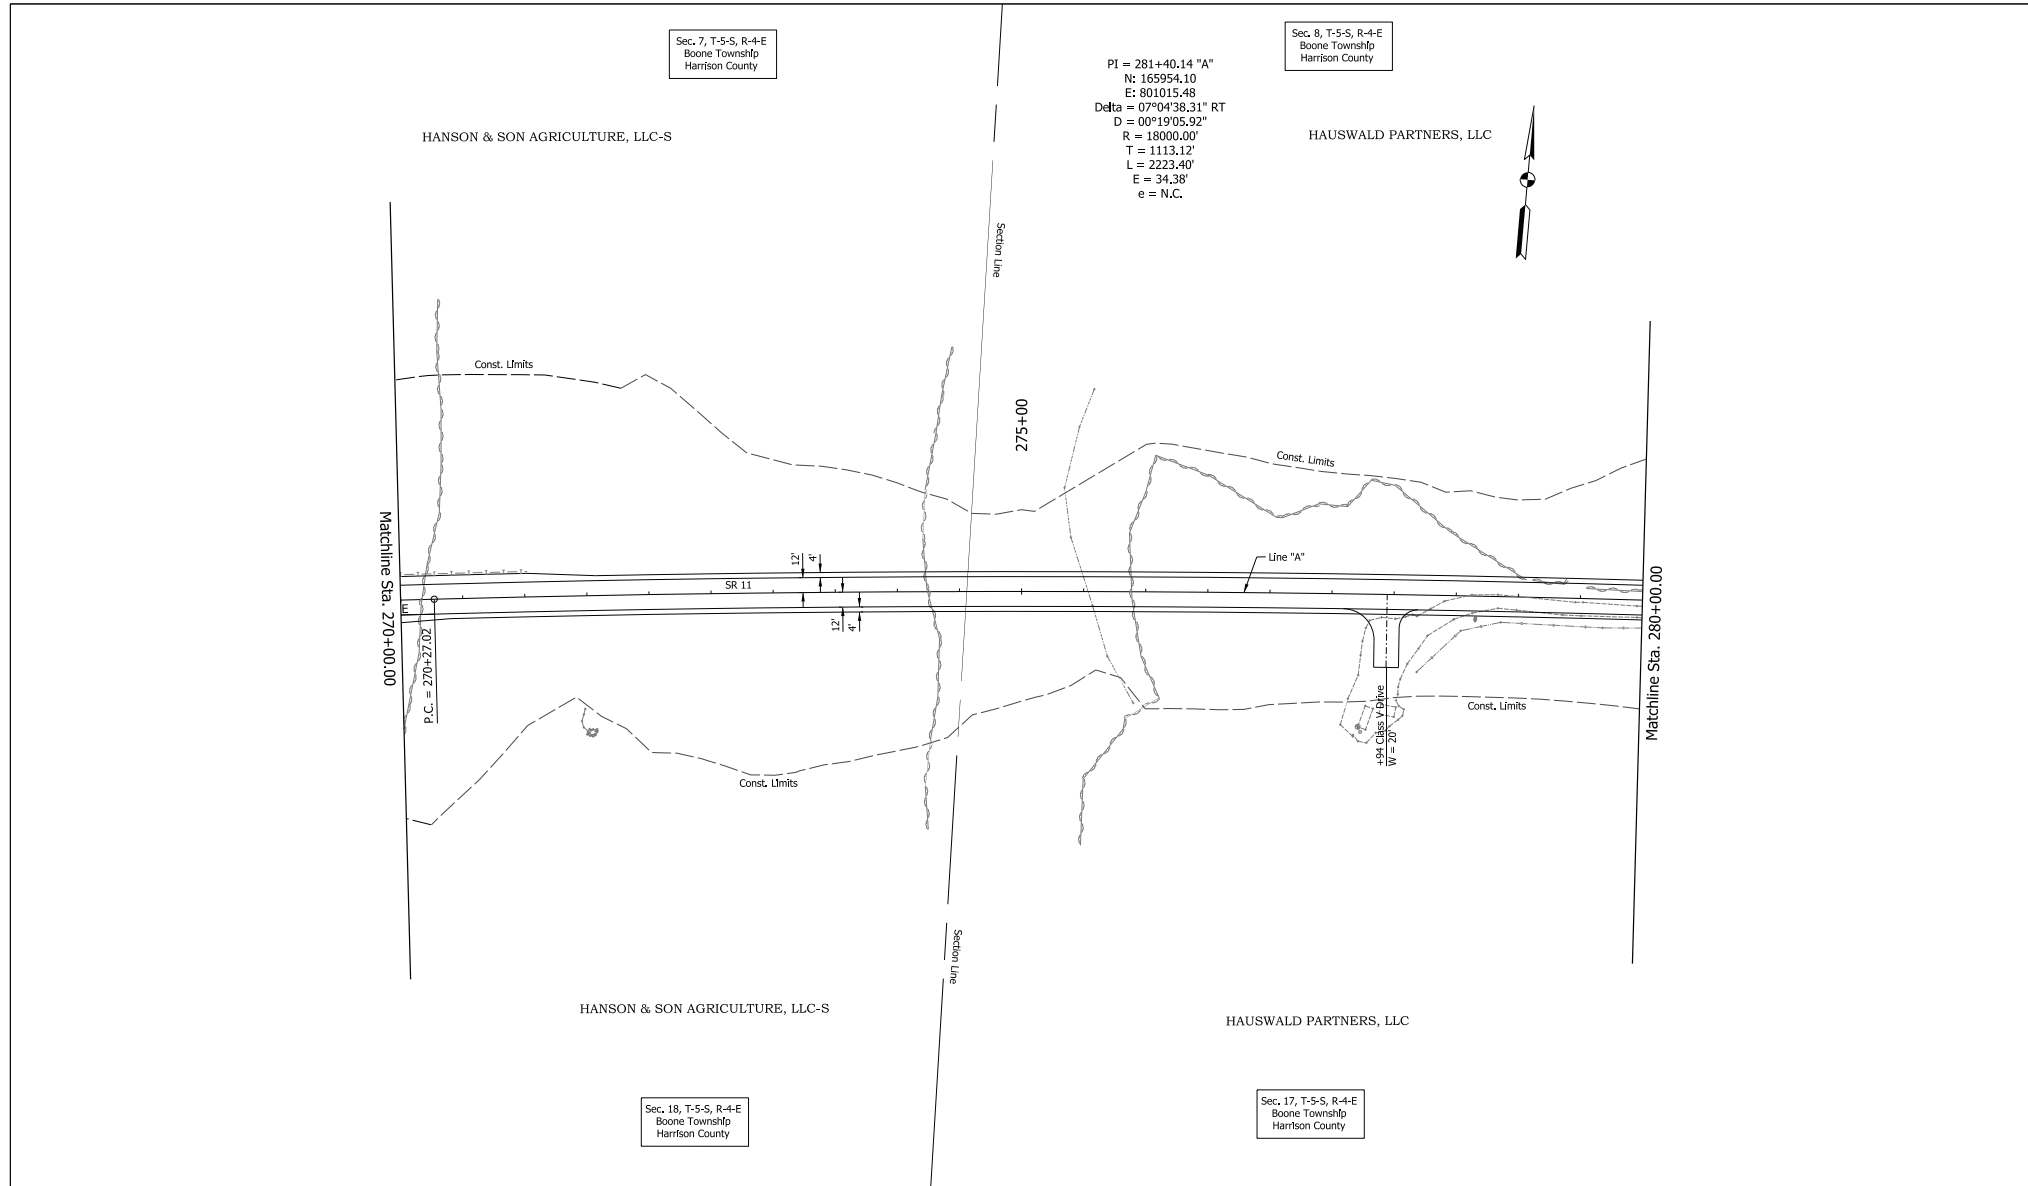 Sec. 7, T-5-S, R-4-E
Boone Township
Harrison County
Sec. 8, T-5-S, R-4-E
Boone Township
Harrison County
PI = 281+40.14 "A"
N: 165954.10
E: 801015.48
Delta = 07°04'38.31" RT
D = 00°19'05.92"
R = 18000.00'
T = 1113.12'
L = 2223.40'
E = 34.38'
e = N.C.
HANSON & SON AGRICULTURE, LLC-S
HAUSWALD PARTNERS, LLC
Section Line
Const. Limits
275+00
Const. Limits
Matchline Sta. 270+00.00
12'
4'
SR 11
Line "A"
E
P.C. = 270+27.02
12'
4'
Matchline Sta. 280+00.00
+94 Class V Drive
W = 20'
Const. Limits
Const. Limits
Section Line
HANSON & SON AGRICULTURE, LLC-S
HAUSWALD PARTNERS, LLC
Sec. 18, T-5-S, R-4-E
Boone Township
Harrison County
Sec. 17, T-5-S, R-4-E
Boone Township
Harrison County